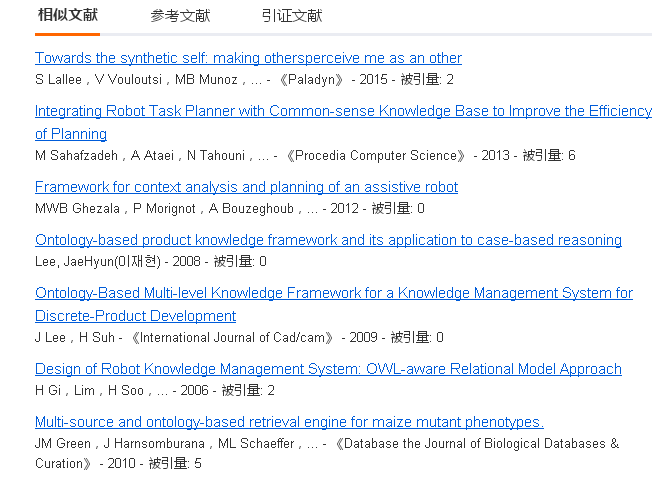 相似文献 参考文献 引证文献
Towards the synthetic self: making othersperceive me as an other
S Lallee，V Vouloutsi，MB Munoz，... - 《Paladyn》 - 2015 - 被引量: 2
Integrating Robot Task Planner with Common-sense Knowledge Base to Improve the Efficiency
of Planning
M Sahafzadeh，A Ataei，N Tahouni，... - 《Procedia Computer Science》 - 2013 - 被引量: 6
Framework for context analysis and planning of an assistive robot
MWB Ghezala，P Morignot，A Bouzeghoub，... - 2012 - 被引量: 0
Ontology-based product knowledge framework and its application to case-based reasoning
Lee, JaeHyun(이재현) - 2008 - 被引量: 0
Ontology-Based Multi-level Knowledge Framework for a Knowledge Management System for
Discrete-Product Development
J Lee，H Suh - 《International Journal of Cad/cam》 - 2009 - 被引量: 0
Design of Robot Knowledge Management System: OWL-aware Relational Model Approach
H Gi，Lim，H Soo，... - 2006 - 被引量: 2
Multi-source and ontology-based retrieval engine for maize mutant phenotypes.
JM Green，J Harnsomburana，ML Schaeffer，... - 《Database the Journal of Biological Databases &
Curation》 - 2010 - 被引量: 5